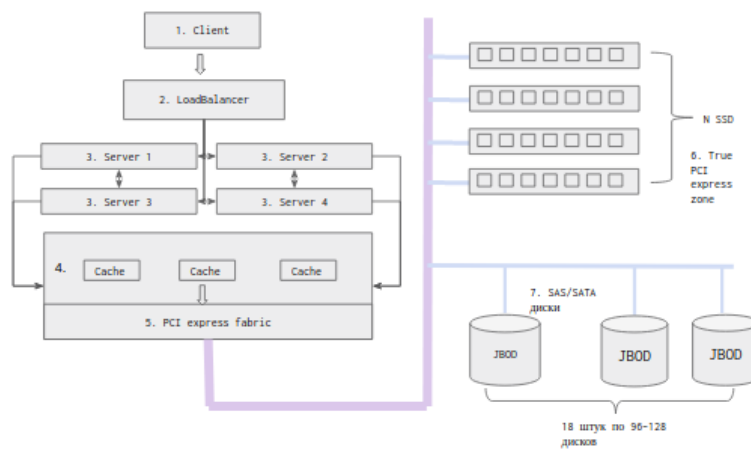 1. Client
2. LoadBalancer
3. Server 1
3. Server 2
3. Server 3
3. Server 4
4.
Cache
Cache
Cache
5. PCI express fabric
N SSD
6. True
PCI
express
zone
7. SAS/SATA
диски
JBOD
JBOD
JBOD
18 штук по 96-128
дисков